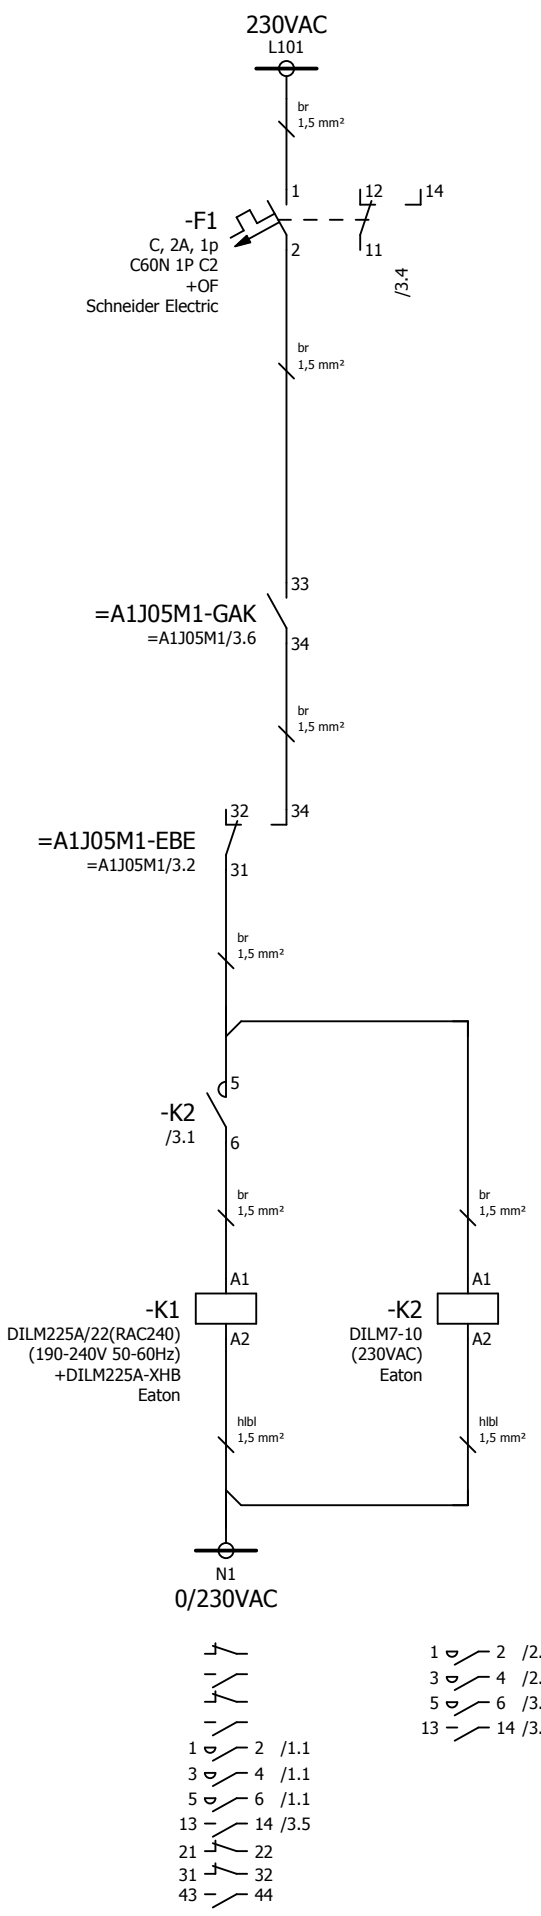 230VAC
L101
br
1,5 mm²
1
12
14
-F1
C, 2A, 1p
C60N 1P C2
+OF
Schneider Electric
2
11
/3.4
br
1,5 mm²
33
=A1J05M1-GAK
=A1J05M1/3.6
34
br
1,5 mm²
32
34
=A1J05M1-EBE
=A1J05M1/3.2
31
br
1,5 mm²
5
-K2
/3.1
6
br
1,5 mm²
br
1,5 mm²
A1
A1
-K1
DILM225A/22(RAC240)
(190-240V 50-60Hz)
+DILM225A-XHB
Eaton
A2
-K2
DILM7-10
(230VAC)
Eaton
A2
hlbl
1,5 mm²
hlbl
1,5 mm²
N1
0/230VAC
1 2 /1.1
3 4 /1.1
5 6 /1.1
13 14 /3.5
21 22
31 32
43 44
1 2 /2.
3 4 /2.
5 6 /3.
13 14 /3.